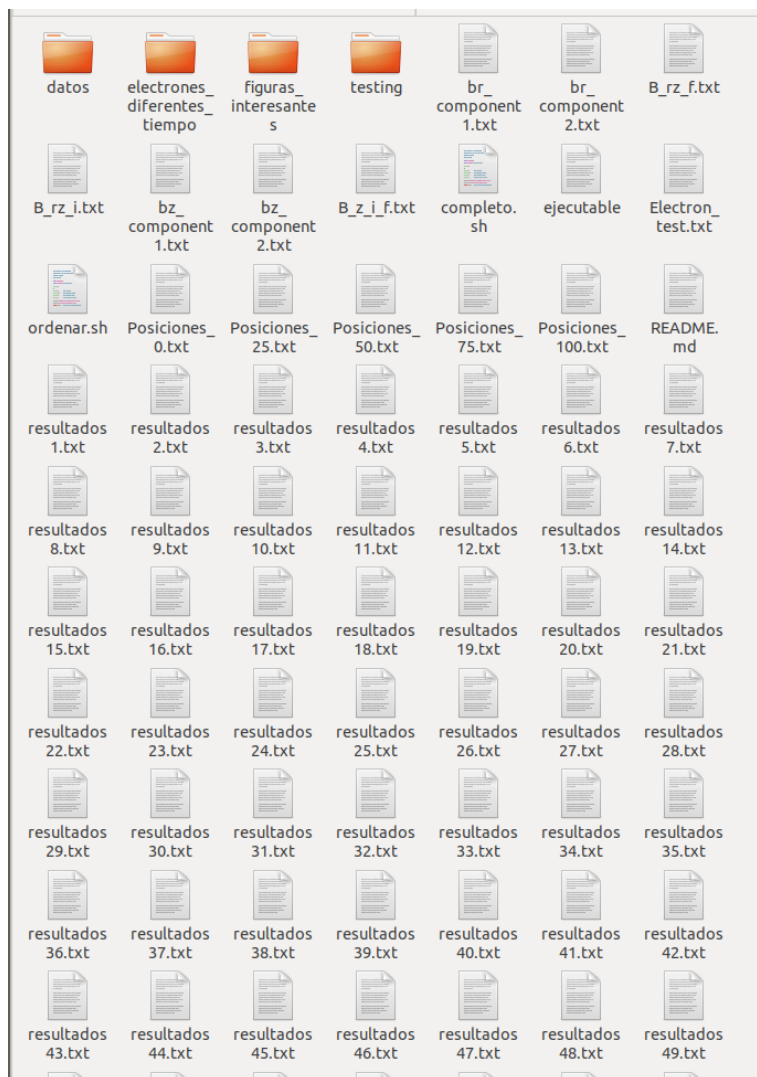 datos
electrones_
diferentes_
tiempo
figuras_
interesante
s
testing
br_
component
1.txt
br_
component
2.txt
B_rz_f.txt
B_rz_i.txt
bz_
component
1.txt
bz_
component
2.txt
B_z_i_f.txt
completo.
sh
ejecutable
Electron_
test.txt
ordenar.sh
Posiciones_
0.txt
Posiciones_
25.txt
Posiciones_
50.txt
Posiciones_
75.txt
Posiciones_
100.txt
README.
md
resultados
1.txt
resultados
2.txt
resultados
3.txt
resultados
4.txt
resultados
5.txt
resultados
6.txt
resultados
7.txt
resultados
8.txt
resultados
9.txt
resultados
10.txt
resultados
11.txt
resultados
12.txt
resultados
13.txt
resultados
14.txt
resultados
15.txt
resultados
16.txt
resultados
17.txt
resultados
18.txt
resultados
19.txt
resultados
20.txt
resultados
21.txt
resultados
22.txt
resultados
23.txt
resultados
24.txt
resultados
25.txt
resultados
26.txt
resultados
27.txt
resultados
28.txt
resultados
29.txt
resultados
30.txt
resultados
31.txt
resultados
32.txt
resultados
33.txt
resultados
34.txt
resultados
35.txt
resultados
36.txt
resultados
37.txt
resultados
38.txt
resultados
39.txt
resultados
40.txt
resultados
41.txt
resultados
42.txt
resultados
43.txt
resultados
44.txt
resultados
45.txt
resultados
46.txt
resultados
47.txt
resultados
48.txt
resultados
49.txt